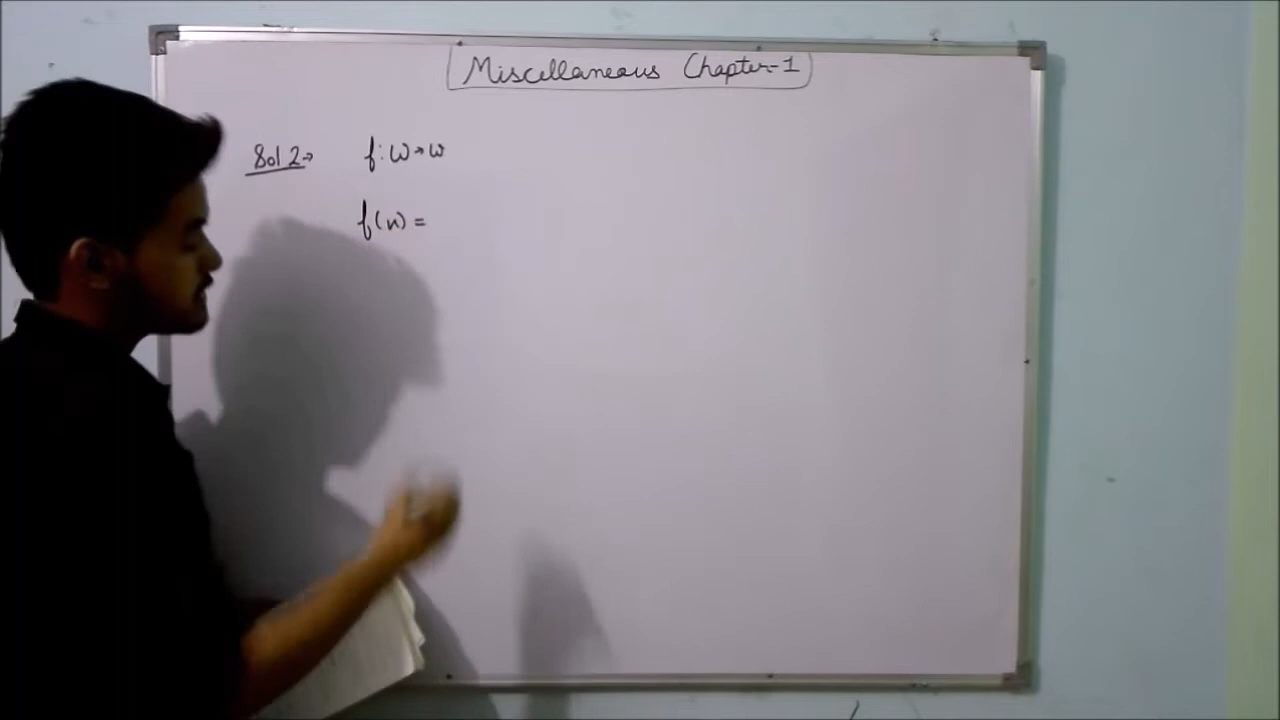 Miscellaneous Chapter-1
Sol 2→ f: W→W
f(n) =